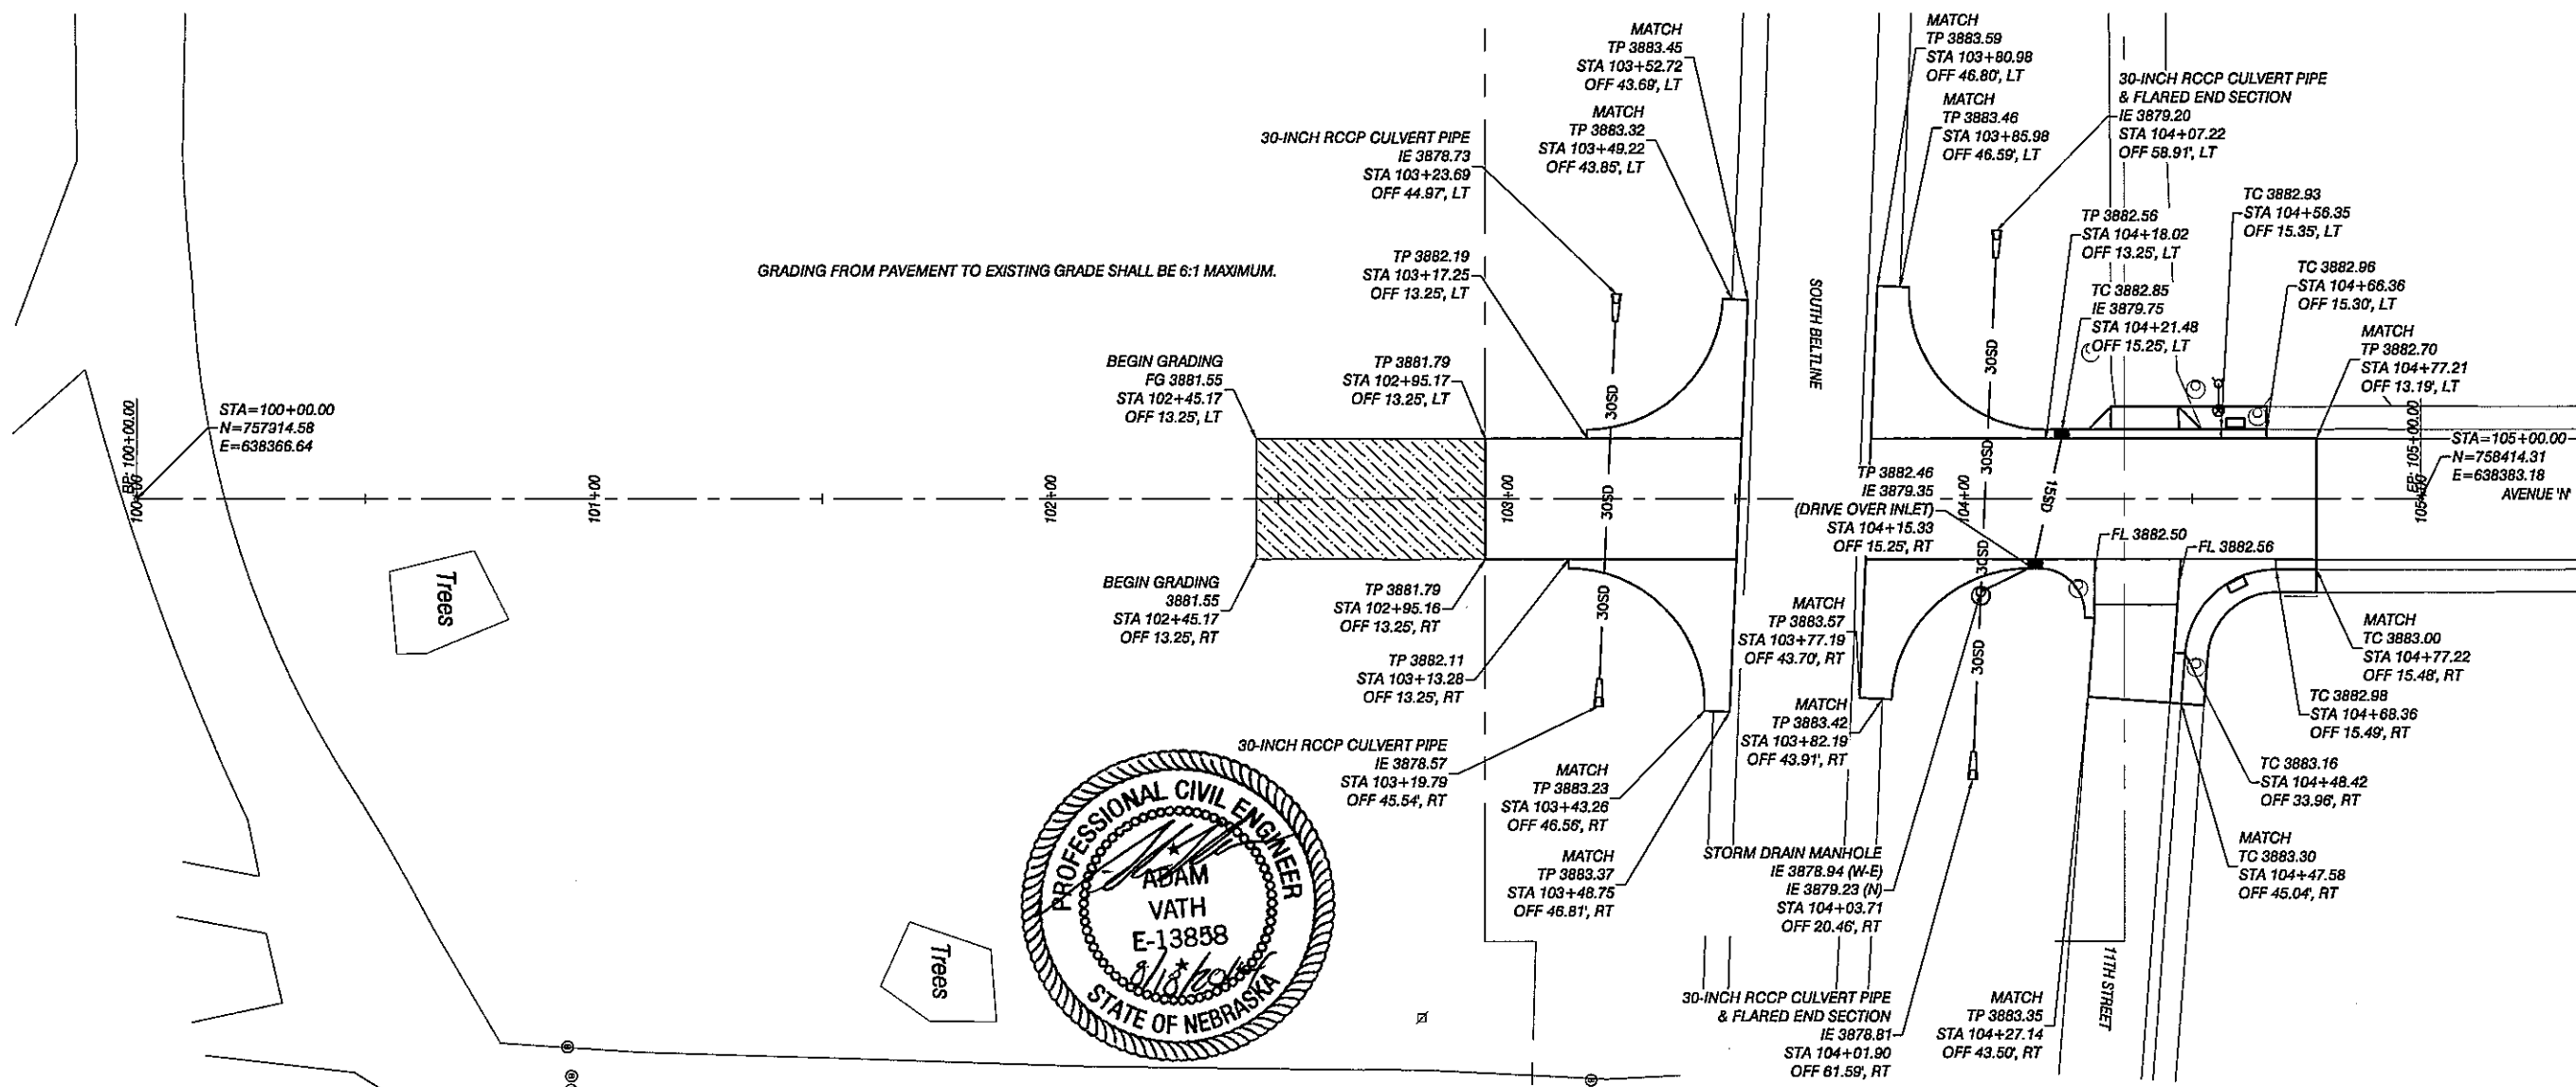 MATCH
TP 3883.45
STA 103+52.72
OFF 43.69', LT
MATCH
TP 3883.32
STA 103+49.22
OFF 43.85', LT
30-INCH RCCP CULVERT PIPE
IE 3878.73
STA 103+23.69
OFF 44.97', LT
TP 3882.19
STA 103+17.25
OFF 13.25', LT
GRADING FROM PAVEMENT TO EXISTING GRADE SHALL BE 6:1 MAXIMUM.
BEGIN GRADING
FG 3881.55
STA 102+45.17
OFF 13.25', LT
TP 3881.79
STA 102+95.17
OFF 13.25', LT
MATCH
TP 3883.59
STA 103+80.98
OFF 46.80', LT
MATCH
TP 3883.46
STA 103+85.98
OFF 46.59', LT
30-INCH RCCP CULVERT PIPE
& FLARED END SECTION
IE 3879.20
STA 104+07.22
OFF 58.91', LT
TP 3882.56
STA 104+18.02
OFF 13.25', LT
TC 3882.93
STA 104+56.35
OFF 15.35', LT
TC 3882.85
IE 3879.75
STA 104+21.48
OFF 15.25', LT
TC 3882.96
STA 104+66.36
OFF 15.30', LT
MATCH
TP 3882.70
STA 104+77.21
OFF 13.19', LT
SOUTH BELTLINE
30SD
30SD
BP: 100+00.00
100+00
STA=100+00.00
N=757914.58
E=638366.64
101+00
102+00
103+00
30SD
30SD
15SD
104+00
EP: 105+00.00
105+00
STA=105+00.00
N=758414.31
E=638383.18
AVENUE 'N'
TP 3882.46
IE 3879.35
(DRIVE OVER INLET)
STA 104+15.33
OFF 15.25', RT
FL 3882.50
FL 3882.56
30SD
30SD
30SD
Trees
BEGIN GRADING
3881.55
STA 102+45.17
OFF 13.25', RT
TP 3881.79
STA 102+95.16
OFF 13.25', RT
TP 3882.11
STA 103+13.28
OFF 13.25', RT
30-INCH RCCP CULVERT PIPE
IE 3878.57
STA 103+19.79
OFF 45.54', RT
MATCH
TP 3883.23
STA 103+43.26
OFF 46.56', RT
MATCH
TP 3883.37
STA 103+48.75
OFF 46.81', RT
MATCH
TP 3883.57
STA 103+77.19
OFF 43.70', RT
MATCH
TP 3883.42
STA 103+82.19
OFF 43.91', RT
STORM DRAIN MANHOLE
IE 3878.94 (W-E)
IE 3879.23 (N)
STA 104+03.71
OFF 20.46', RT
30-INCH RCCP CULVERT PIPE
& FLARED END SECTION
IE 3878.81
STA 104+01.90
OFF 61.59', RT
MATCH
TP 3883.35
STA 104+27.14
OFF 43.50', RT
11TH STREET
MATCH
TC 3883.00
STA 104+77.22
OFF 15.48', RT
TC 3882.98
STA 104+68.36
OFF 15.49', RT
TC 3883.16
STA 104+48.42
OFF 33.96', RT
MATCH
TC 3883.30
STA 104+47.58
OFF 45.04', RT
Trees
PROFESSIONAL CIVIL ENGINEER
ADAM
VATH
E-13858
STATE OF NEBRASKA